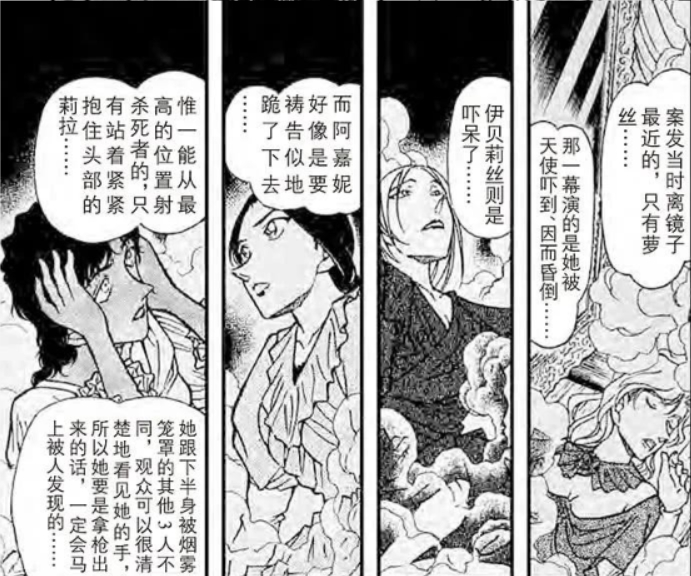 案发当时离镜子
最近的，只有萝
丝……
那一幕演的是她被
天使吓到、因而昏倒……
伊贝莉丝则是
吓呆了……
而阿嘉妮
好像是要
祷告似地
跪了下去
……
惟一能从最
高的位置射
杀死者的，只
有站着紧紧
抱住头部的
莉拉……
她跟下半身被烟雾
笼罩的其他3人不
同，观众可以很清
楚地看见她的手，
所以她要是拿枪出
来的话，一定会马
上被人发现的……